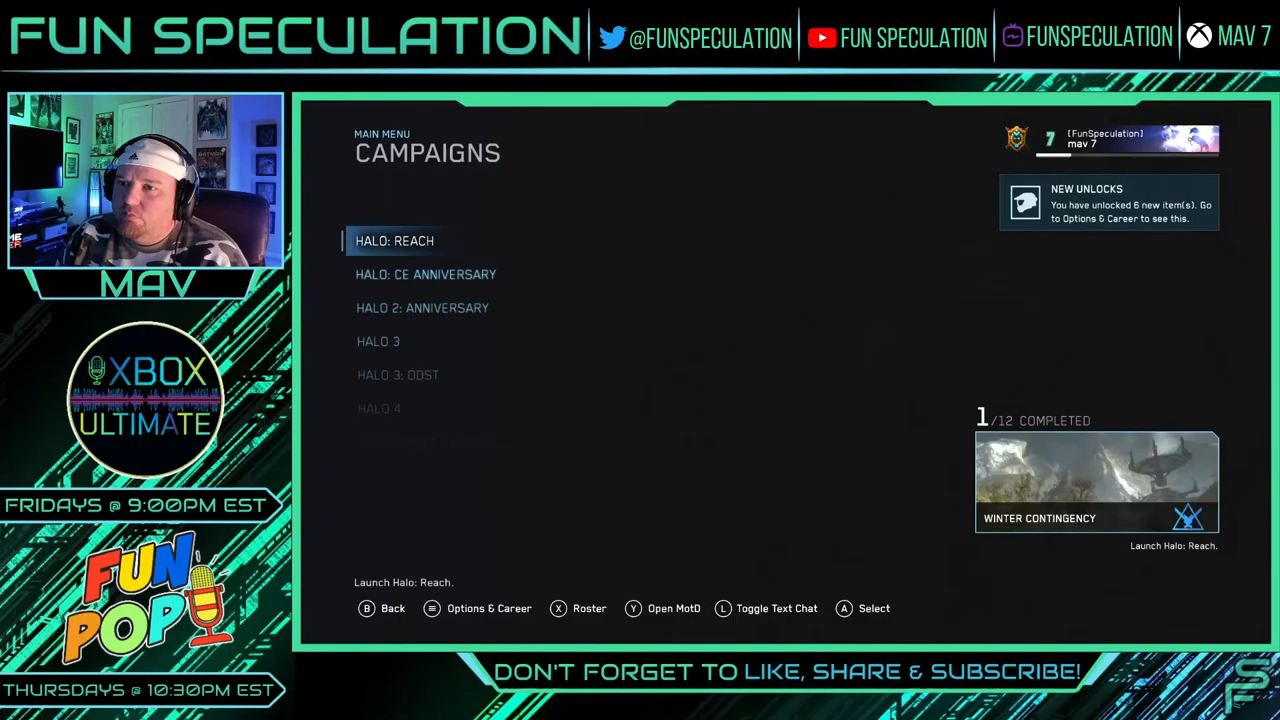 FUN SPECULATION
@FUNSPECULATION
FUN SPECULATION
FUNSPECULATION
MAV 7
MAV
XBOX
ULTIMATE
FRIDAYS @ 9:00PM EST
FUN
POP
THURSDAYS @ 10:30PM EST
MAIN MENU
CAMPAIGNS
7
[FunSpeculation]
mav 7
NEW UNLOCKS
You have unlocked 6 new item(s). Go
to Options & Career to see this.
HALO: REACH
HALO: CE ANNIVERSARY
HALO 2: ANNIVERSARY
HALO 3
HALO 3: ODST
HALO 4
1/12 COMPLETED
WINTER CONTINGENCY
Launch Halo: Reach.
Launch Halo: Reach.
B Back
Options & Career
X Roster
Y Open MotD
L Toggle Text Chat
A Select
DON'T FORGET TO LIKE, SHARE & SUBSCRIBE!
SF